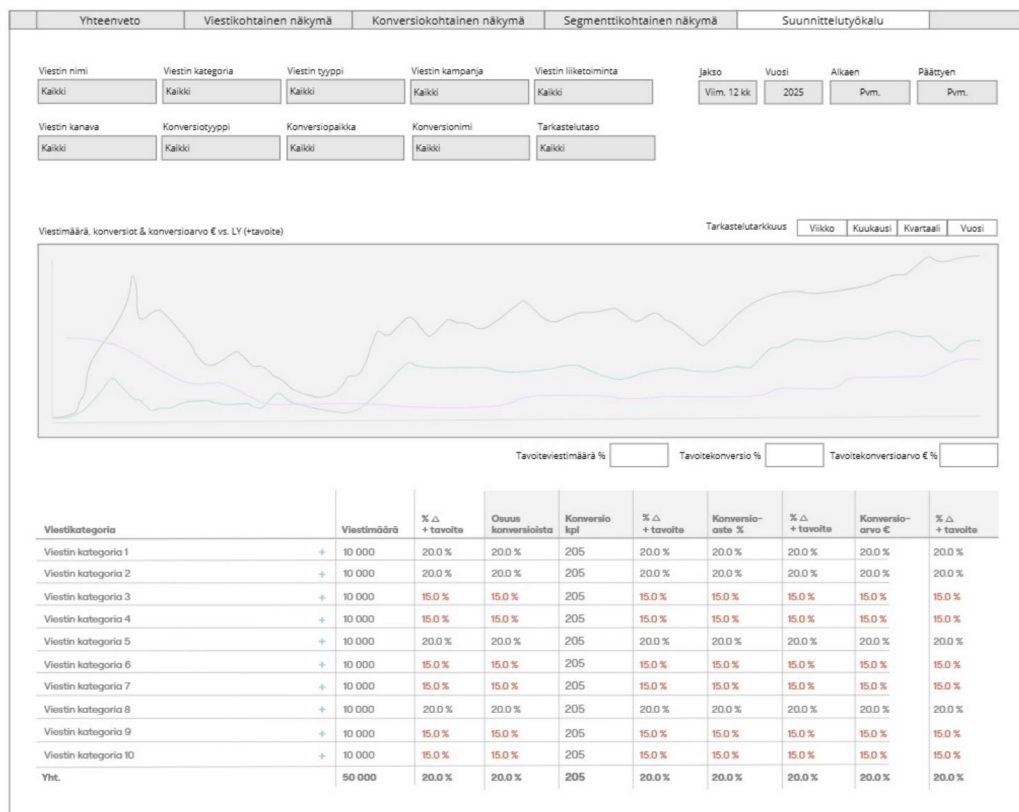 Yhteenveto Viestikohtainen näkymä Konversiokohtainen näkymä Segmenttikohtainen näkymä Suunnittelutyökalu
Viestin nimi Viestin kategoria Viestin tyyppi Viestin kampanja Viestin liiketoiminta Jakso Vuosi Alkaen Päättyen
Kaikki Kaikki Kaikki Kaikki Kaikki Viim. 12 kk 2025 Pvm. Pvm.
Viestin kanava Konversiotyyppi Konversiopaikka Konversionimi Tarkastelutaso
Kaikki Kaikki Kaikki Kaikki Kaikki
Viestimäärä, konversiot & konversioarvo € vs. LY (+tavoite) Tarkastelutarkkuus Viikko Kuukausi Kvartaali Vuosi
Tavoiteviestimäärä % Tavoitekonversio % Tavoitekonversioarvo € %
Viestikategoria Viestimäärä % △ + tavoite Osuus konversioista Konversio kpl % △ + tavoite Konversio-aste % % △ + tavoite Konversio-arvo € % △ + tavoite
Viestin kategoria 1 + 10 000 20.0 % 20.0 % 205 20.0 % 20.0 % 20.0 % 20.0 % 20.0 %
Viestin kategoria 2 + 10 000 20.0 % 20.0 % 205 20.0 % 20.0 % 20.0 % 20.0 % 20.0 %
Viestin kategoria 3 + 10 000 15.0 % 15.0 % 205 15.0 % 15.0 % 15.0 % 15.0 % 15.0 %
Viestin kategoria 4 + 10 000 15.0 % 15.0 % 205 15.0 % 15.0 % 15.0 % 15.0 % 15.0 %
Viestin kategoria 5 + 10 000 20.0 % 20.0 % 205 20.0 % 20.0 % 20.0 % 20.0 % 20.0 %
Viestin kategoria 6 + 10 000 15.0 % 15.0 % 205 15.0 % 15.0 % 15.0 % 15.0 % 15.0 %
Viestin kategoria 7 + 10 000 15.0 % 15.0 % 205 15.0 % 15.0 % 15.0 % 15.0 % 15.0 %
Viestin kategoria 8 + 10 000 20.0 % 20.0 % 205 20.0 % 20.0 % 20.0 % 20.0 % 20.0 %
Viestin kategoria 9 + 10 000 15.0 % 15.0 % 205 15.0 % 15.0 % 15.0 % 15.0 % 15.0 %
Viestin kategoria 10 + 10 000 15.0 % 15.0 % 205 15.0 % 15.0 % 15.0 % 15.0 % 15.0 %
Yht. 50 000 20.0 % 20.0 % 205 20.0 % 20.0 % 20.0 % 20.0 % 20.0 %